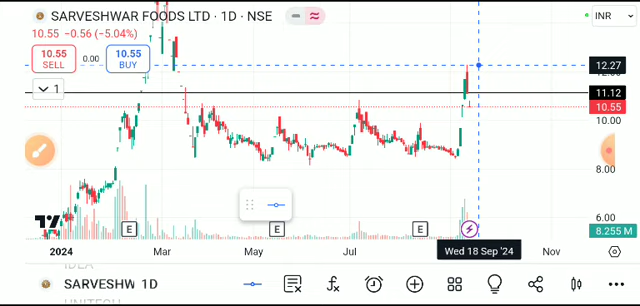 SARVESHWAR FOODS LTD · 1D · NSE
INR
10.55 −0.56 (−5.04%)
10.55
SELL
0.00
10.55
BUY
12.27
1
11.12
10.55
10.00
8.00
6.00
8.255 M
E
E
E
2024
Mar
May
Jul
Wed 18 Sep '24
Nov
IDEA
SARVESHW 1D
UNITECH